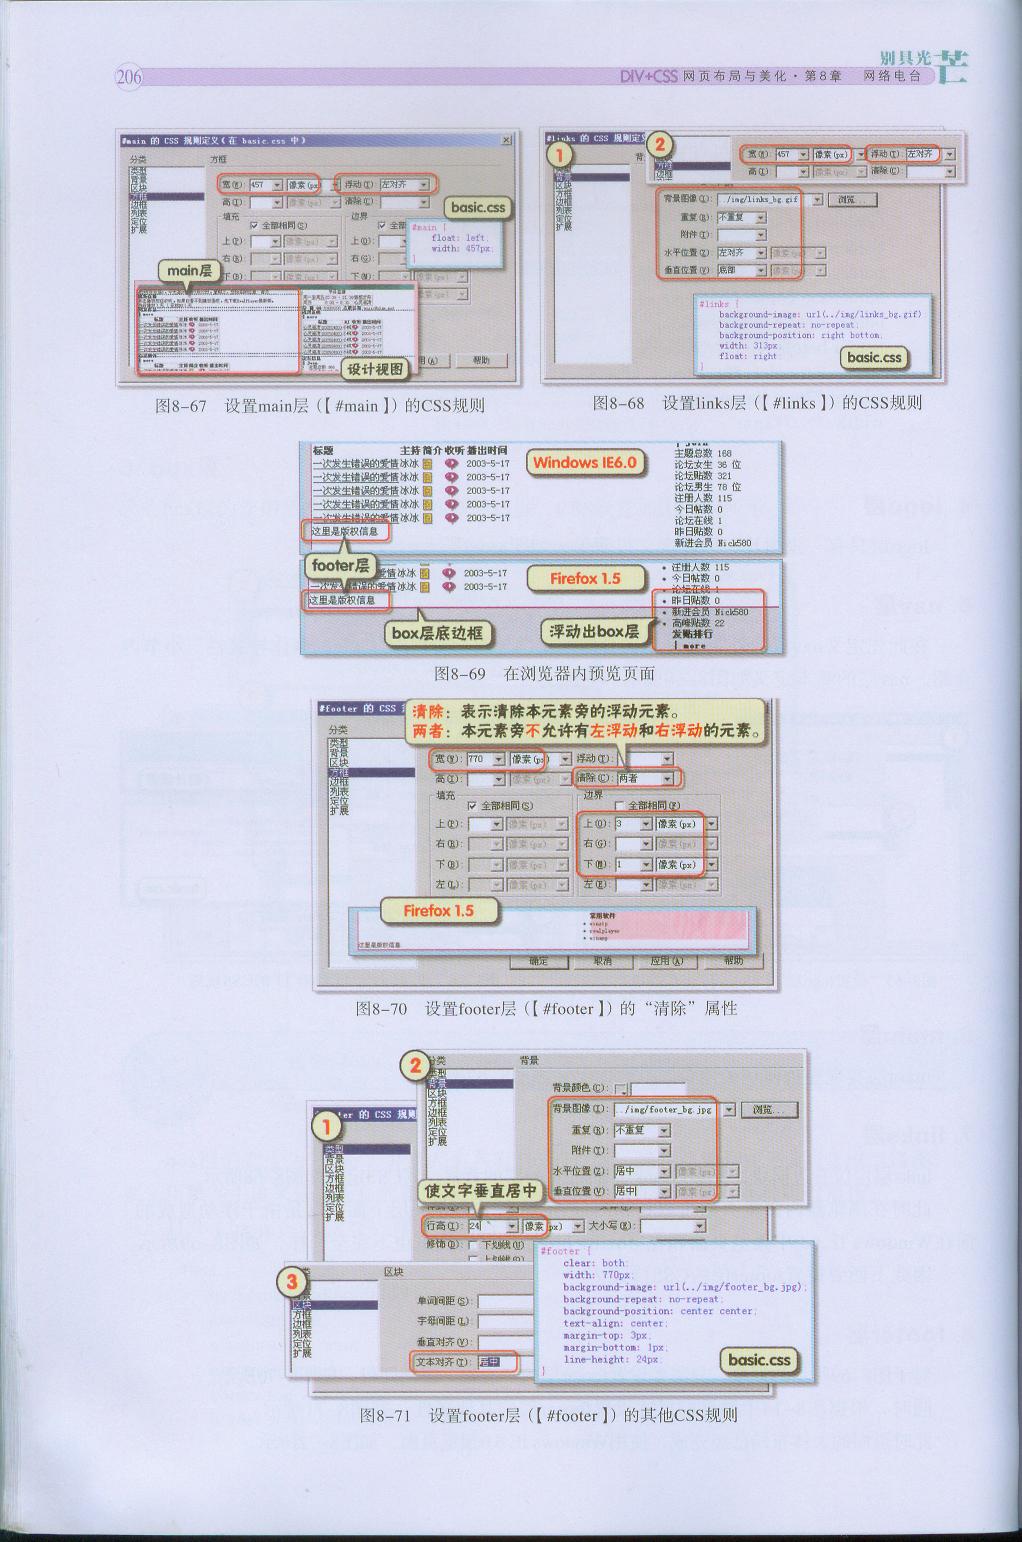 206
别具光芒
DIV+CSS 网页布局与美化·第8章 网络电台
#main 的 CSS 规则定义(在 basic.css 中)
分类
方框
类型
背景
区块
方框
边框
列表
定位
扩展
宽(W): 457 像素(px) 浮动(T): 左对齐
高(I): 像素(px) 清除(C):
填充 边界
全部相同(S)
上(P): 像素(px)
右(R): 像素(px)
下(B): 像素(px)
basic.css
#main {
float: left;
width: 457px;
}
main层
设计视图
帮助
图8-67 设置main层(【#main】)的CSS规则
#links 的 CSS 规则定义
1
2
宽(W): 457 像素(px) 浮动(T): 左对齐
高(I): 像素(px) 清除(C):
背景
区块
方框
边框
列表
定位
扩展
背景图像(I): ../img/links_bg.gif 浏览...
重复(R): 不重复
附件(T):
水平位置(Z): 左对齐 像素(px)
垂直位置(V): 底部 像素(px)
#links {
background-image: url(../img/links_bg.gif)
background-repeat: no-repeat;
background-position: right bottom;
width: 313px;
float: right;
}
basic.css
图8-68 设置links层(【#links】)的CSS规则
标题 主持 简介 收听 播出时间
一次发生错误的爱情 冰冰 2003-5-17
一次发生错误的爱情 冰冰 2003-5-17
一次发生错误的爱情 冰冰 2003-5-17
一次发生错误的爱情 冰冰 2003-5-17
一次发生错误的爱情 冰冰 2003-5-17
这里是版权信息
Windows IE6.0
主题总数 168
论坛女生 36 位
论坛贴数 321
论坛男生 78 位
注册人数 115
今日帖数 0
论坛在线 1
昨日贴数 0
新进会员 Nick580
footer层
爱情 冰冰 2003-5-17
一次发生错误的爱情 冰冰 2003-5-17
这里是版权信息
Firefox 1.5
box层底边框
浮动出box层
注册人数 115
今日帖数 0
论坛在线 1
昨日贴数 0
新进会员 Nick580
高峰贴数 22
发贴排行
| more
图8-69 在浏览器内预览页面
#footer 的 CSS
清除：表示清除本元素旁的浮动元素。
两者：本元素旁不允许有左浮动和右浮动的元素。
分类
类型
背景
区块
方框
边框
列表
定位
扩展
宽(W): 770 像素(px) 浮动(T):
高(I): 像素(px) 清除(C): 两者
填充 边界
全部相同(S) 全部相同(F)
上(P): 像素(px) 上(O): 3 像素(px)
右(R): 像素(px) 右(G): 像素(px)
下(B): 像素(px) 下(M): 1 像素(px)
左(L): 像素(px) 左(E): 像素(px)
Firefox 1.5
常用软件
winzip
realplayer
winamp
这里是版权信息
确定 取消 应用(A) 帮助
图8-70 设置footer层(【#footer】)的“清除”属性
2
分类
背景
类型
背景
区块
方框
边框
列表
定位
扩展
背景颜色(C):
背景图像(I): ../img/footer_bg.jpg 浏览...
重复(R): 不重复
附件(T):
水平位置(Z): 居中 像素(px)
垂直位置(V): 居中 像素(px)
1
的 CSS 规则
类型
背景
区块
方框
边框
列表
定位
扩展
使文字垂直居中
行高(I): 24 像素(px) 大小写(R):
修饰(D): 下划线(U)
上划线(O)
3
区块
区块
方框
边框
列表
定位
扩展
单词间距(S):
字母间距(L):
垂直对齐(V):
文本对齐(T): 居中
#footer {
clear: both;
width: 770px;
background-image: url(../img/footer_bg.jpg);
background-repeat: no-repeat;
background-position: center center;
text-align: center;
margin-top: 3px;
margin-bottom: 1px;
line-height: 24px;
}
basic.css
图8-71 设置footer层(【#footer】)的其他CSS规则